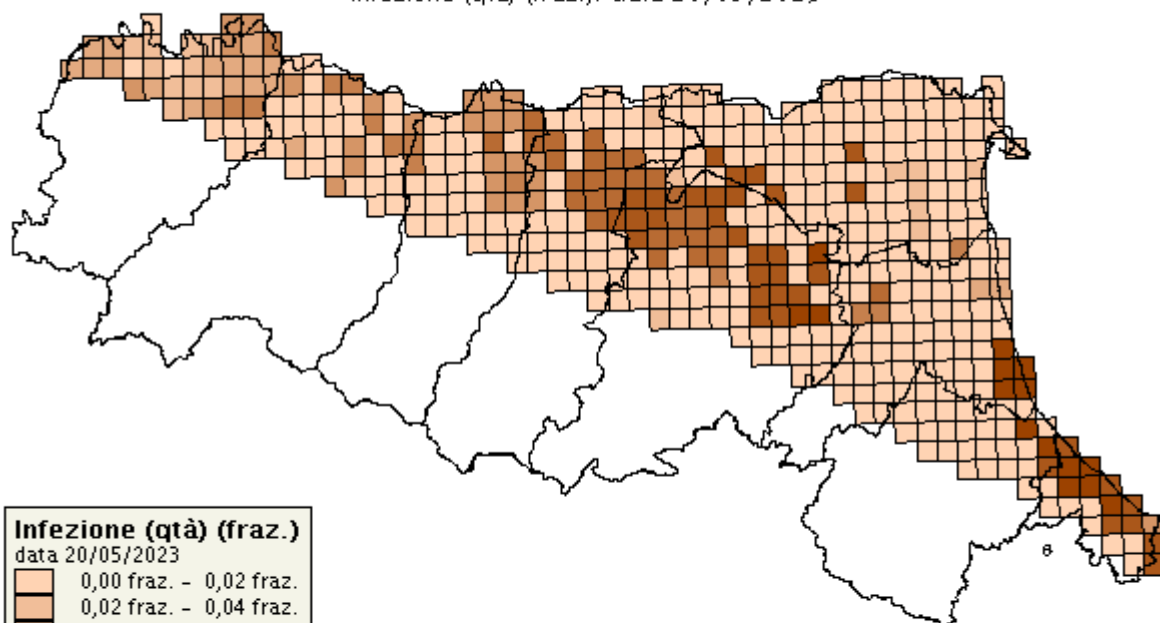 Infezione (qtà) (fraz.)
data 20/05/2023
0,00 fraz. - 0,02 fraz.
0,02 fraz. - 0,04 fraz.